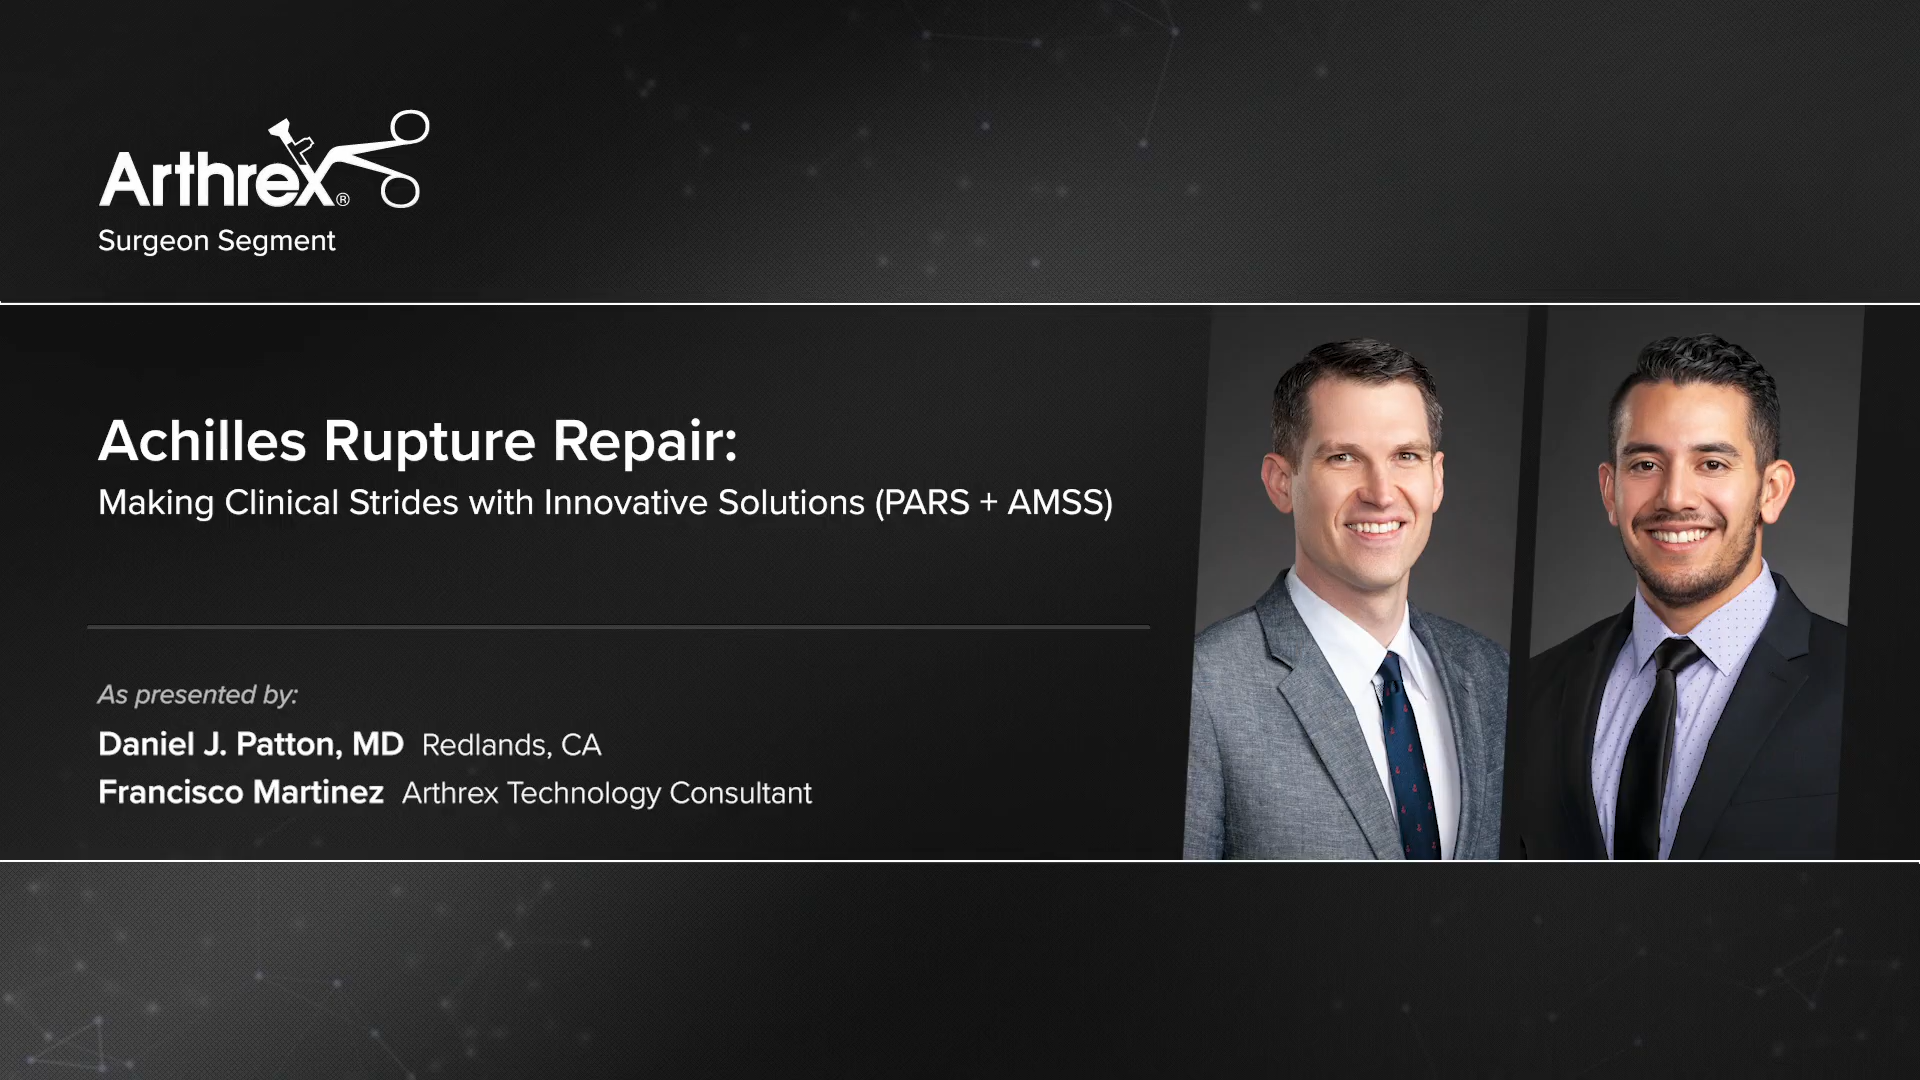 Arthrex®
Surgeon Segment
Achilles Rupture Repair:
Making Clinical Strides with Innovative Solutions (PARS + AMSS)
As presented by:
Daniel J. Patton, MD Redlands, CA
Francisco Martinez Arthrex Technology Consultant